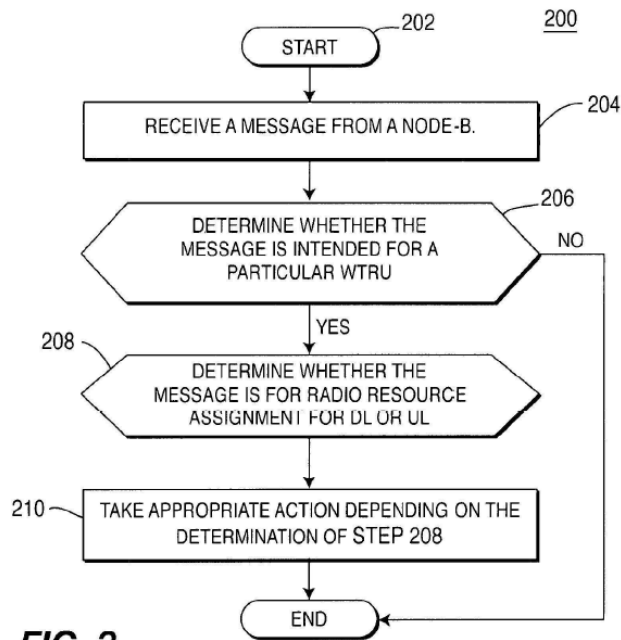 200
START
202
RECEIVE A MESSAGE FROM A NODE-B.
204
DETERMINE WHETHER THE
MESSAGE IS INTENDED FOR A
PARTICULAR WTRU
206
NO
YES
208
DETERMINE WHETHER THE
MESSAGE IS FOR RADIO RESOURCE
ASSIGNMENT FOR DL OR UL
210
TAKE APPROPRIATE ACTION DEPENDING ON THE
DETERMINATION OF STEP 208
END
FIG.